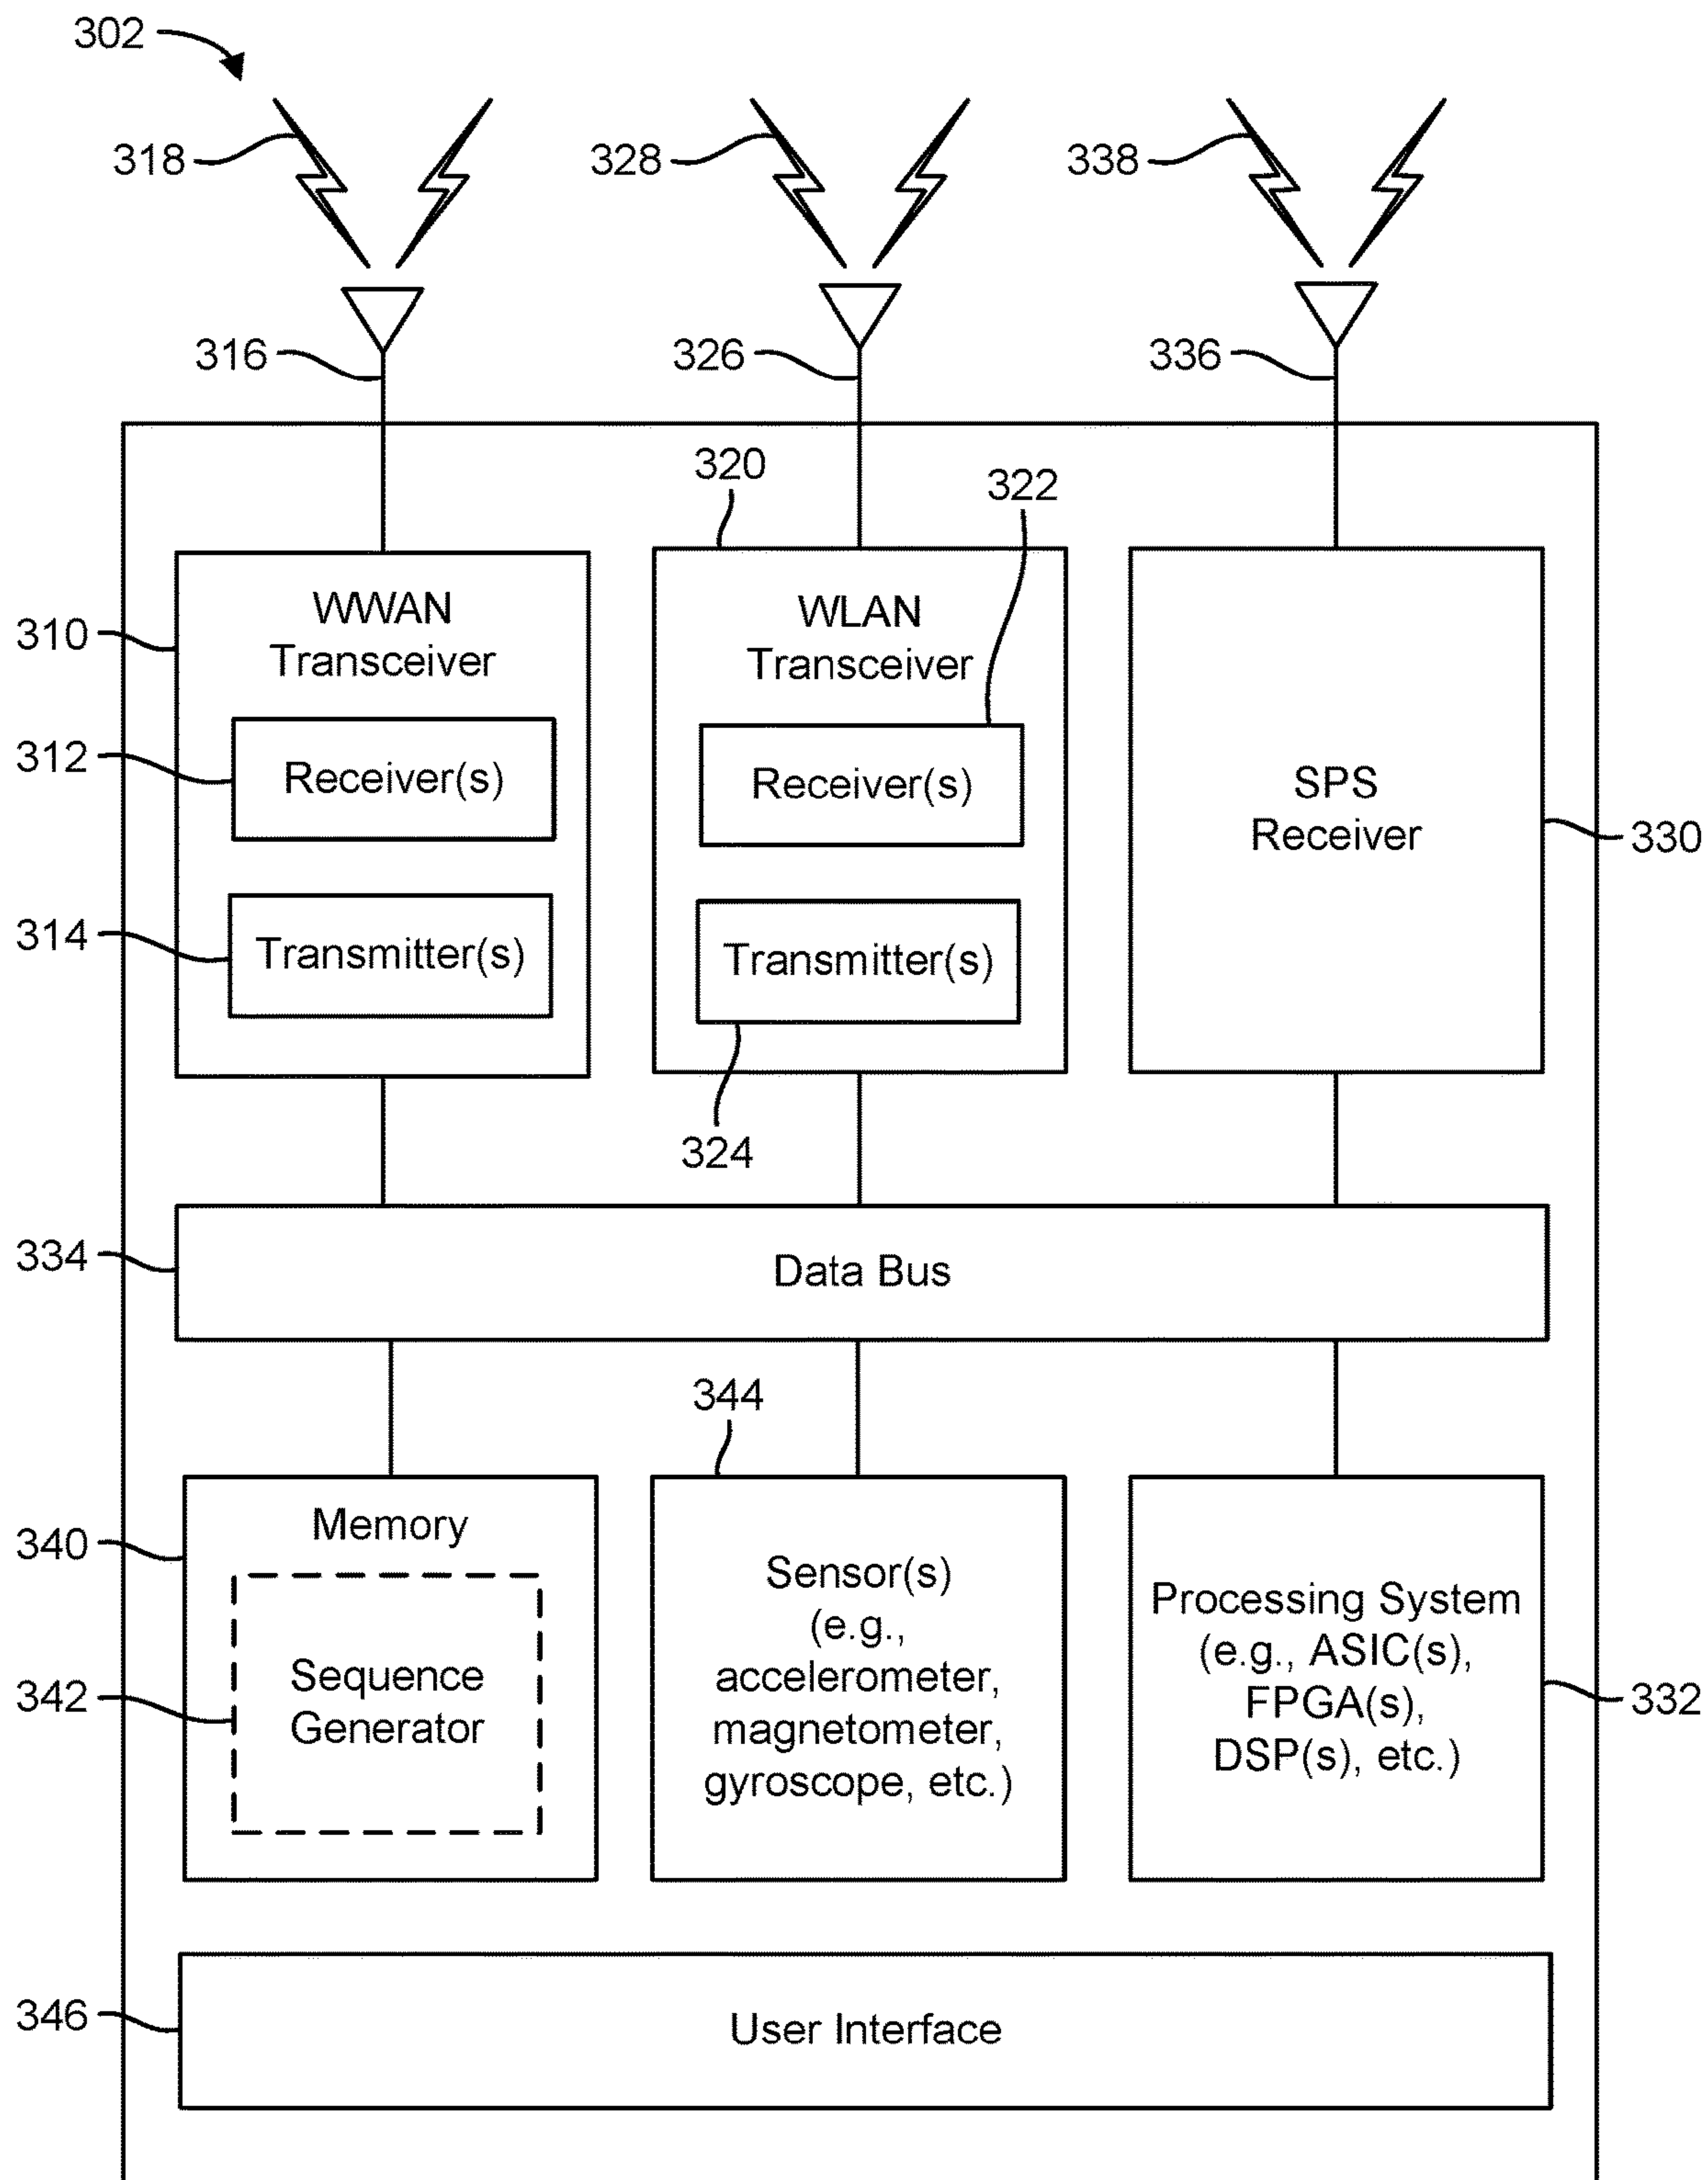 302
318
328
338
316
326
336
320
322
310
WWAN
Transceiver
WLAN
Transceiver
312
Receiver(s)
Receiver(s)
SPS
Receiver
330
314
Transmitter(s)
Transmitter(s)
324
334
Data Bus
344
340
Memory
342
Sequence
Generator
Sensor(s)
(e.g.,
accelerometer,
magnetometer,
gyroscope, etc.)
Processing System
(e.g., ASIC(s),
FPGA(s),
DSP(s), etc.)
332
346
User Interface